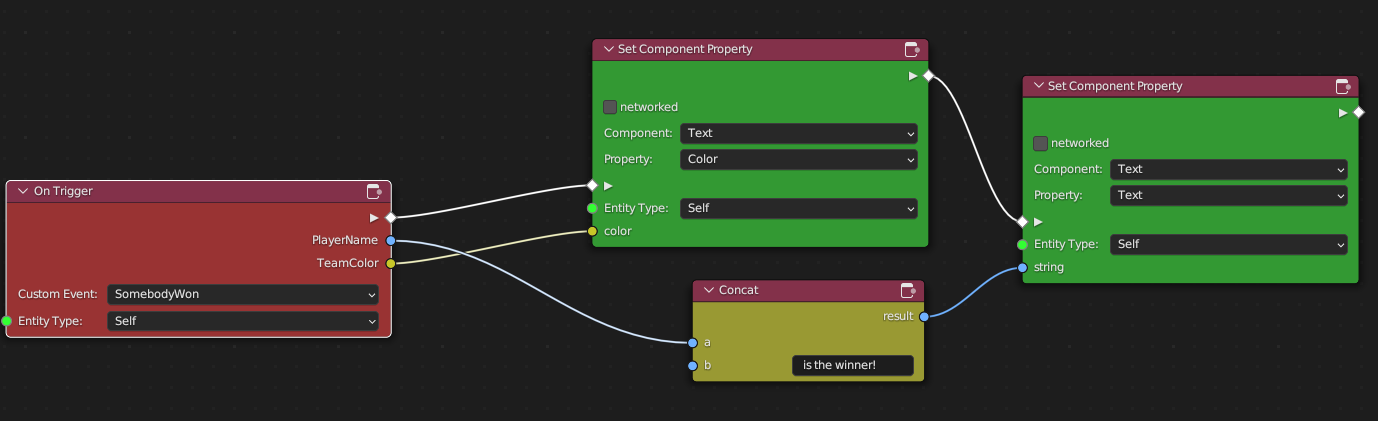 On Trigger
PlayerName
TeamColor
Custom Event: SomebodyWon
Entity Type: Self
Set Component Property
networked
Component: Text
Property: Color
Entity Type: Self
color
Concat
result
a
b is the winner!
Set Component Property
networked
Component: Text
Property: Text
Entity Type: Self
string